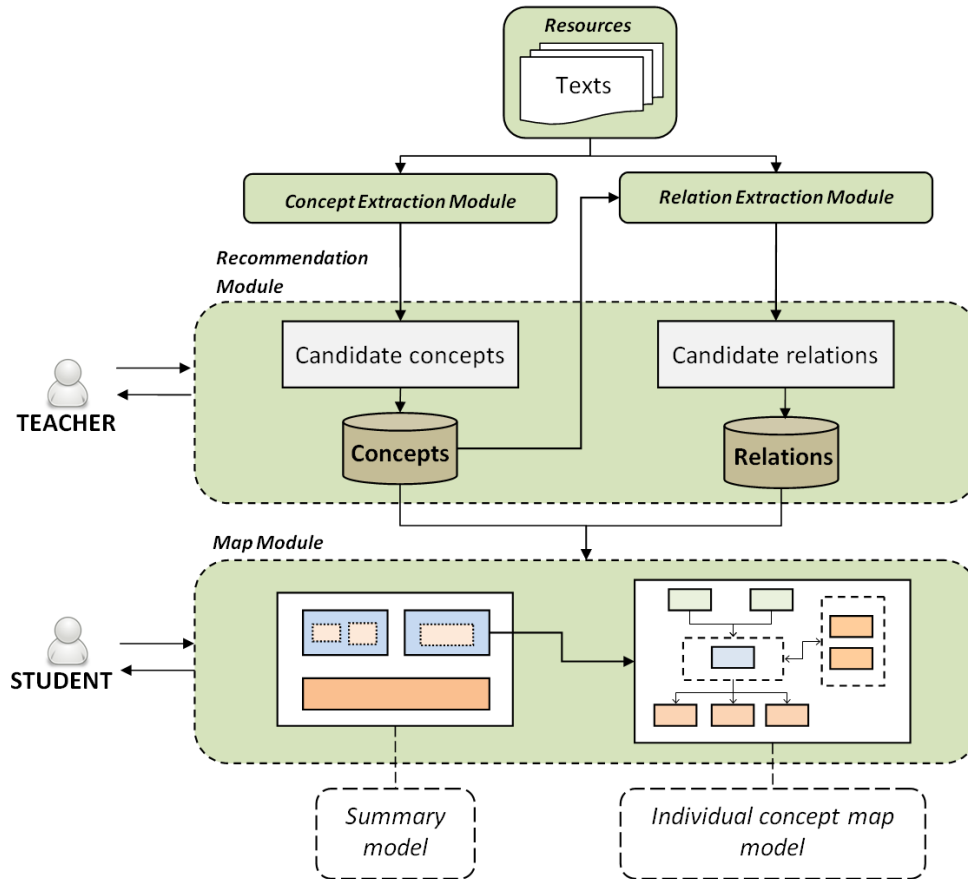 Resources
Texts
Concept Extraction Module
Relation Extraction Module
Recommendation
Module
Candidate concepts
Candidate relations
TEACHER
Concepts
Relations
Map Module
STUDENT
Summary
model
Individual concept map
model